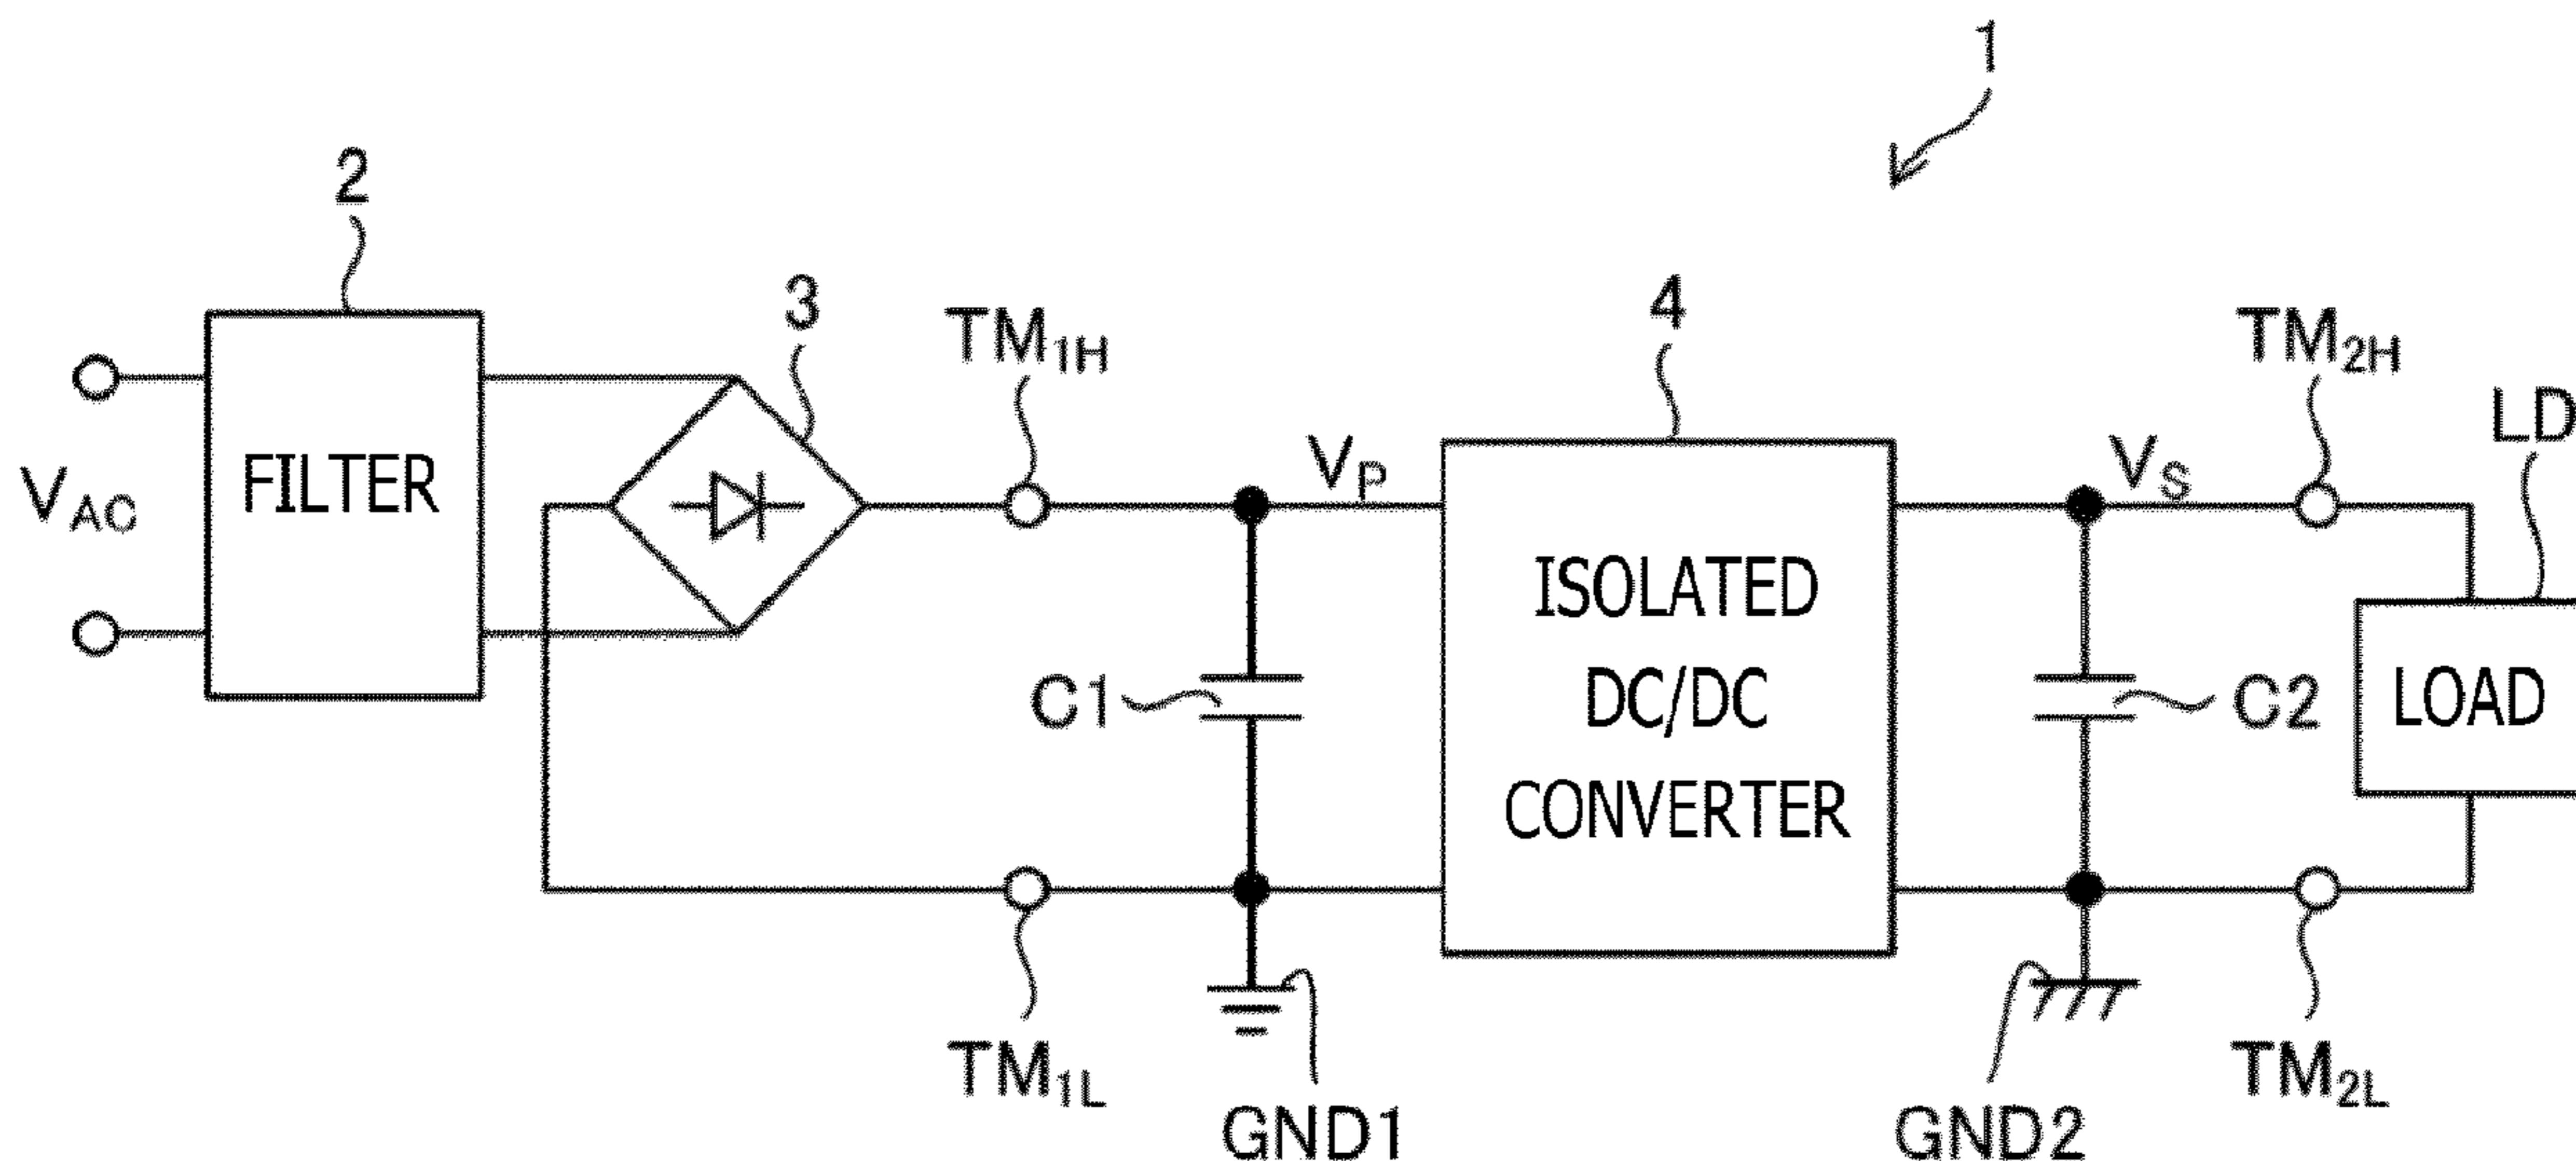 1
2
3
4
TM1H
TM2H
LD
VAC
FILTER
VP
VS
ISOLATED
DC/DC
CONVERTER
C1
C2
LOAD
TM1L
TM2L
GND1
GND2